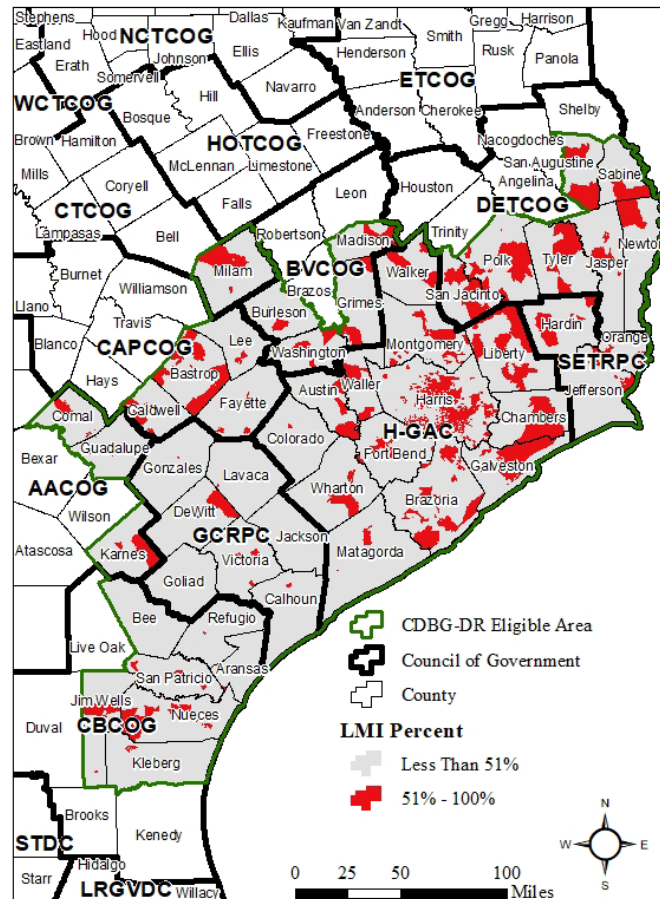 Stephens
Hood
NCTCOG
Dallas
Kaufman
Van Zandt
Smith
Gregg
Harrison
Eastland
Erath
Johnson
Ellis
Henderson
Rusk
Panola
Somervell
Navarro
ETCOG
WCTCOG
Hill
Bosque
Anderson
Cherokee
Shelby
Brown
Hamilton
HOTCOG
Freestone
Nacogdoches
McLennan
Limestone
San Augustine
Sabine
Mills
Coryell
Leon
Houston
Angelina
CTCOG
Falls
DETCOG
Lampasas
Bell
Robertson
Madison
Trinity
Newton
Burnet
Milam
BVCOG
Walker
Polk
Tyler
Jasper
Williamson
Brazos
Grimes
San Jacinto
Llano
Burleson
Travis
Montgomery
Hardin
Blanco
CAPCOG
Lee
Washington
Liberty
Orange
Hays
Bastrop
Austin
Waller
Harris
SETRPC
Jefferson
Comal
Caldwell
Fayette
Chambers
Guadalupe
Colorado
H-GAC
Bexar
Gonzales
Fort Bend
Galveston
AACOG
Lavaca
Wharton
Brazoria
Wilson
DeWitt
GCRPC
Jackson
Atascosa
Karnes
Victoria
Matagorda
Goliad
Calhoun
Bee
Refugio
Live Oak
Aransas
San Patricio
Jim Wells
Nueces
Duval
CBCOG
Kleberg
Brooks
Kenedy
STDC
Hidalgo
Starr
LRGVDC
Willacy
CDBG-DR Eligible Area
Council of Government
County
LMI Percent
Less Than 51%
51% - 100%
N
W
E
S
0 25 50 100
Miles